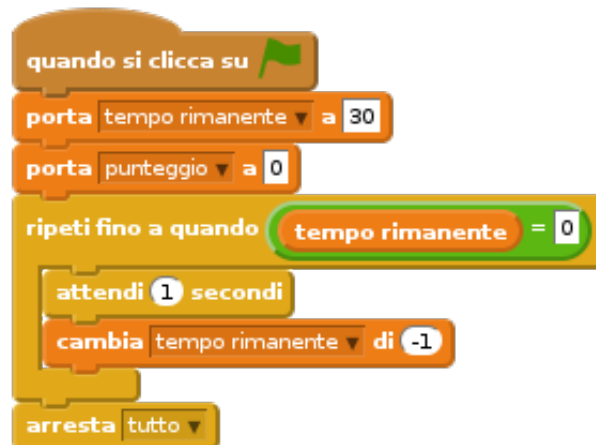 quando si clicca su
porta tempo rimanente a 30
porta punteggio a 0
ripeti fino a quando tempo rimanente = 0
attendi 1 secondi
cambia tempo rimanente di -1
arresta tutto